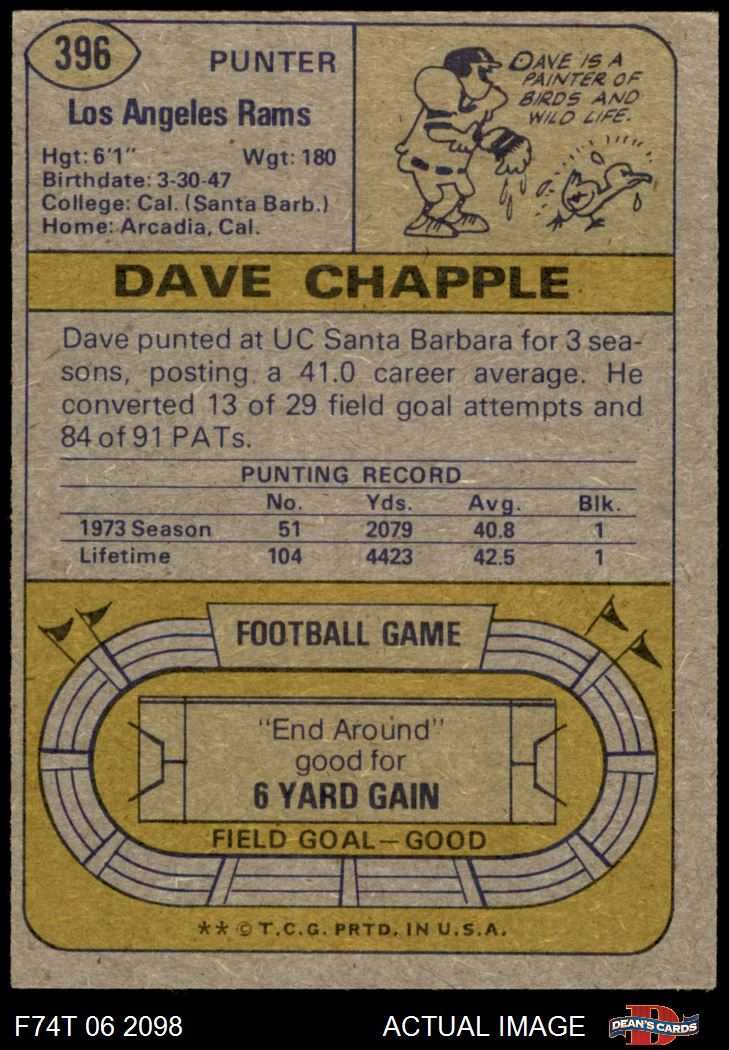 396
PUNTER
Los Angeles Rams
Hgt: 6'1" Wgt: 180
Birthdate: 3-30-47
College: Cal. (Santa Barb.)
Home: Arcadia, Cal.
DAVE IS A
PAINTER OF
BIRDS AND
WILD LIFE.
DAVE CHAPPLE
Dave punted at UC Santa Barbara for 3 sea-
sons, posting a 41.0 career average. He
converted 13 of 29 field goal attempts and
84 of 91 PATs.
PUNTING RECORD
No. Yds. Avg. Blk.
1973 Season 51 2079 40.8 1
Lifetime 104 4423 42.5 1
FOOTBALL GAME
"End Around"
good for
6 YARD GAIN
FIELD GOAL—GOOD
** © T.C.G. PRTD. IN U.S.A.
F74T 06 2098 ACTUAL IMAGE
D
DEAN'S CARDS